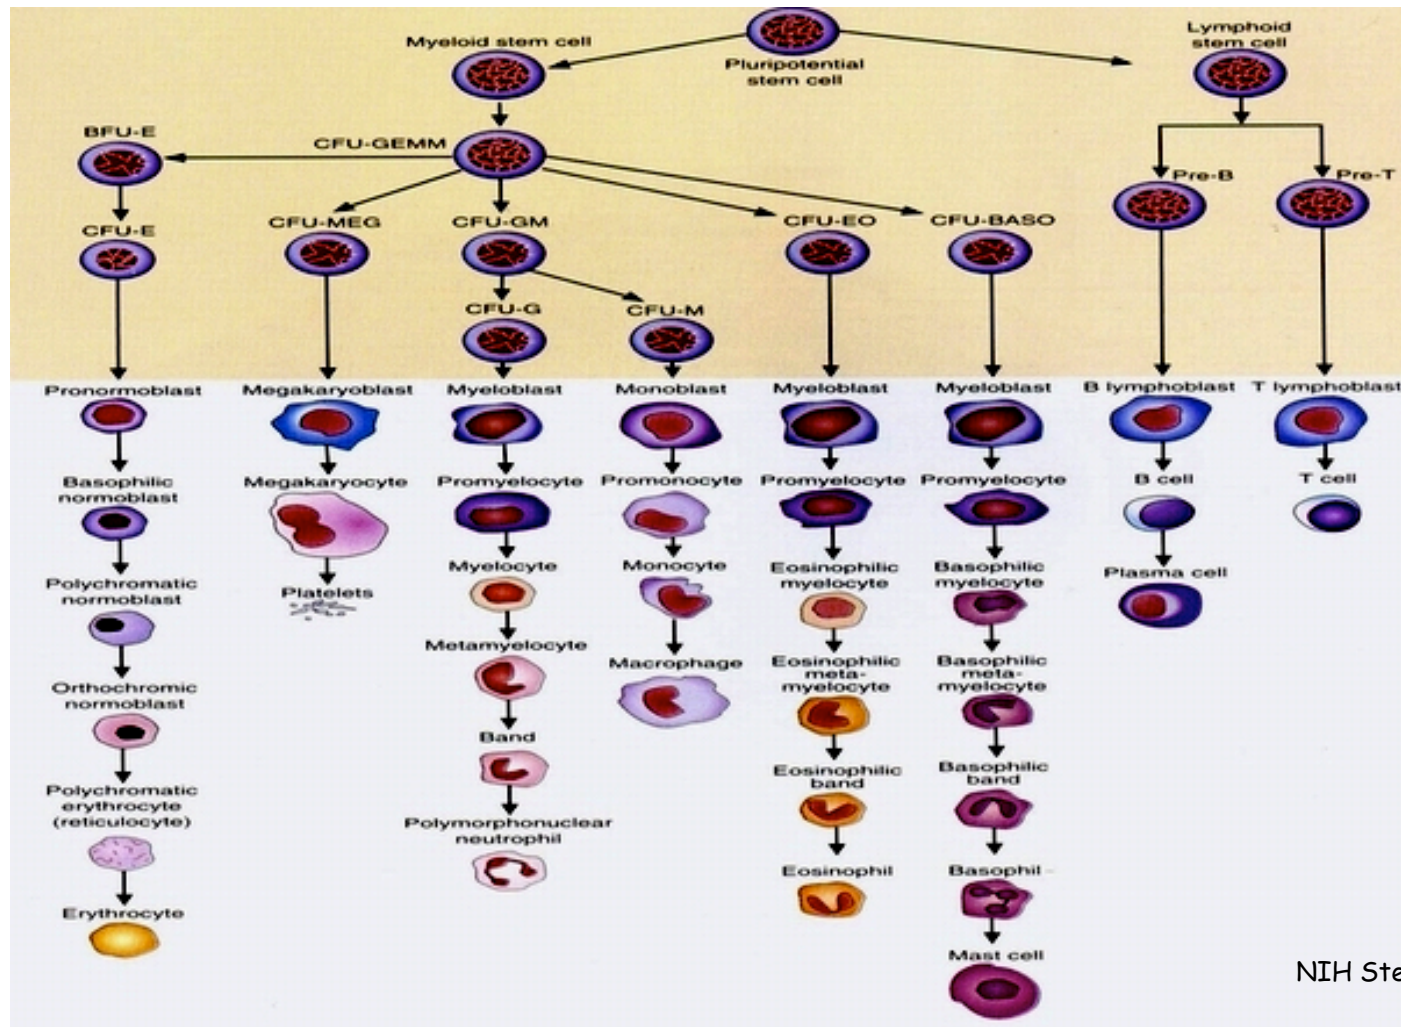 Myeloid stem cell
Pluripotential
stem cell
Lymphoid
stem cell
BFU-E
CFU-GEMM
Pre-B
Pre-T
CFU-E
CFU-MEG
CFU-GM
CFU-EO
CFU-BASO
CFU-G
CFU-M
Pronormoblast
Megakaryoblast
Myeloblast
Monoblast
Myeloblast
Myeloblast
B lymphoblast
T lymphoblast
Basophilic
normoblast
Megakaryocyte
Promyelocyte
Promonocyte
Promyelocyte
Promyelocyte
B cell
T cell
Polychromatic
normoblast
Platelets
Myelocyte
Monocyte
Eosinophilic
myelocyte
Basophilic
myelocyte
Plasma cell
Orthochromic
normoblast
Metamyelocyte
Macrophage
Eosinophilic
meta-
myelocyte
Basophilic
meta-
myelocyte
Polychromatic
erythrocyte
(reticulocyte)
Band
Eosinophilic
band
Basophilic
band
Polymorphonuclear
neutrophil
Eosinophil
Basophil
Erythrocyte
Mast cell
NIH Ste